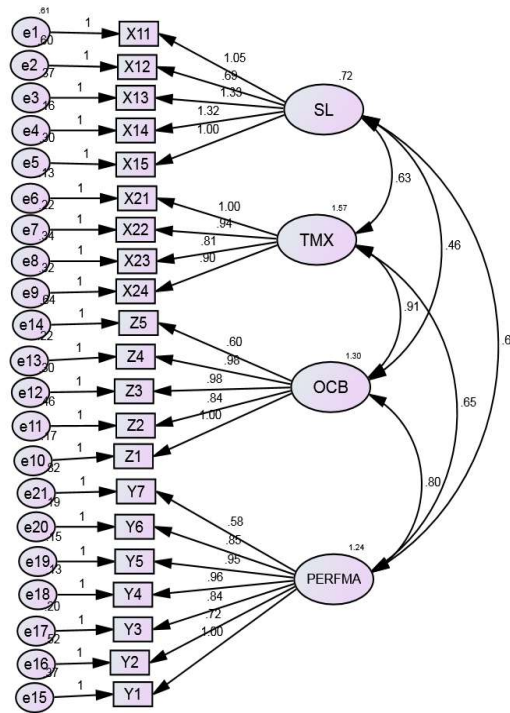 .61
e1 1 X11
.60
e2 1 X12
.37
e3 1 X13
.16
e4 1 X14
.30
e5 1 X15
.13
e6 1 X21
.22
e7 1 X22
.34
e8 1 X23
.32
e9 1 X24
.64
e14 1 Z5
.22
e13 1 Z4
.30
e12 1 Z3
.46
e11 1 Z2
.17
e10 1 Z1
.82
e21 1 Y7
.19
e20 1 Y6
.15
e19 1 Y5
.13
e18 1 Y4
.20
e17 1 Y3
.52
e16 1 Y2
.37
e15 1 Y1
1.05
.69
1.33
1.32
1.00
SL
.72
1.00
.94
.81
.90
TMX
1.57
.60
.98
.98
.84
1.00
OCB
1.30
.58
.85
.95
.96
.84
.72
1.00
PERFMA
1.24
.63
.46
.91
.65
.80